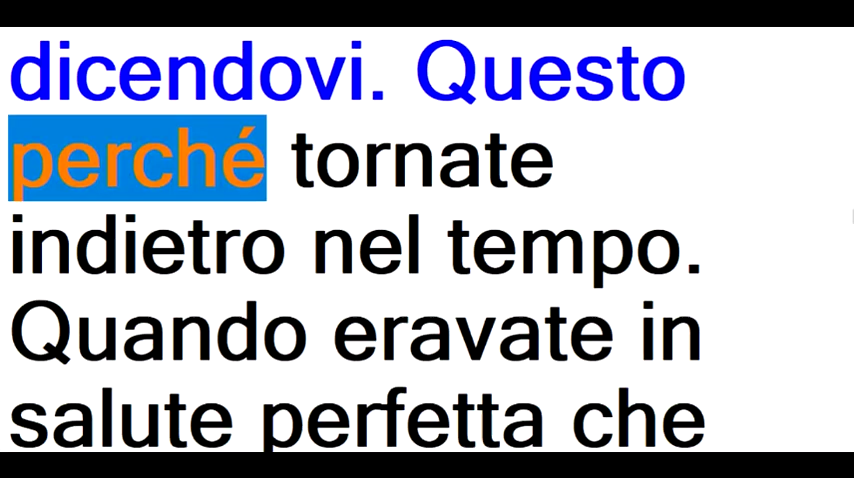 dicendovi. Questo
perché tornate
indietro nel tempo.
Quando eravate in
salute perfetta che